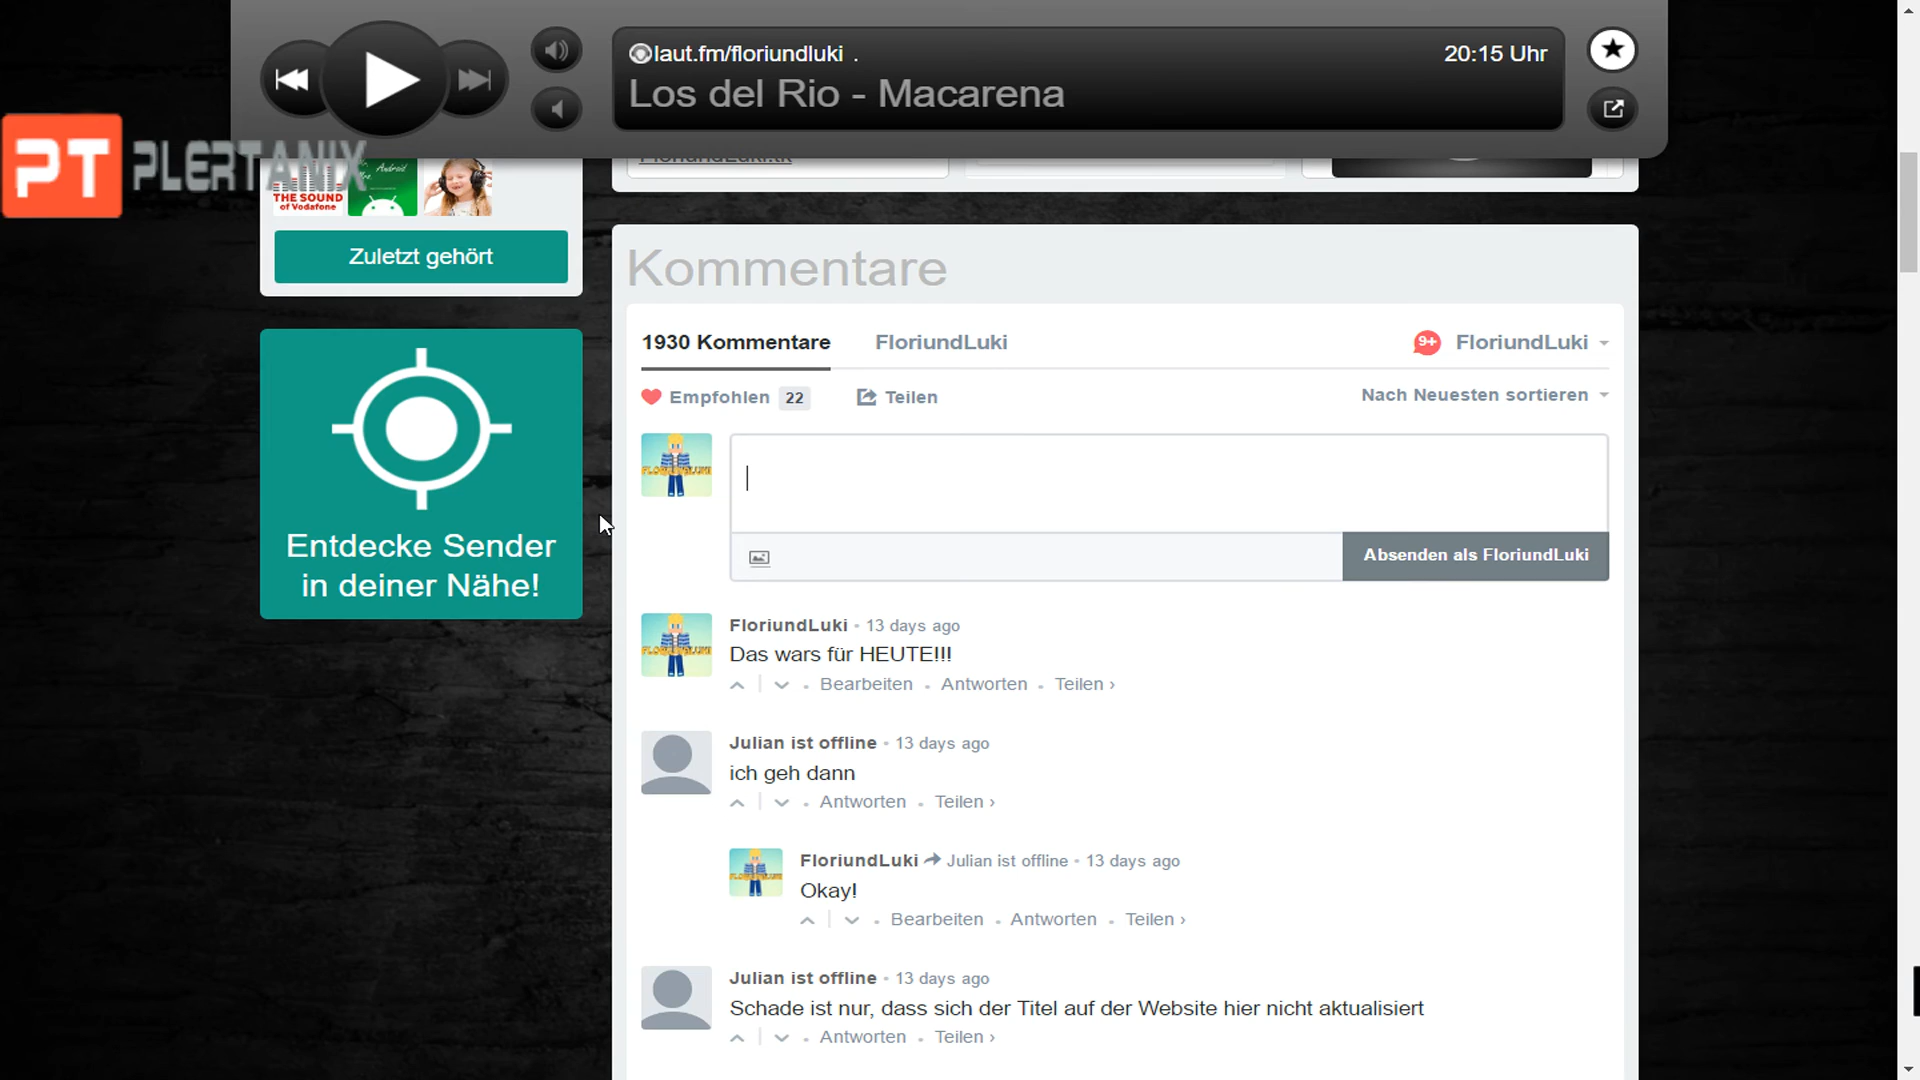 laut.fm/floriundluki .
20:15 Uhr
Los del Rio - Macarena
PT PLERTANIX
FloriundLuki.tk
Android
THE SOUND
of Vodafone
Zuletzt gehört
Entdecke Sender
in deiner Nähe!
Kommentare
1930 Kommentare
FloriundLuki
9+ FloriundLuki
Empfohlen 22
Teilen
Nach Neuesten sortieren
Absenden als FloriundLuki
FloriundLuki • 13 days ago
Das wars für HEUTE!!!
Bearbeiten • Antworten • Teilen ›
Julian ist offline • 13 days ago
ich geh dann
Antworten • Teilen ›
FloriundLuki Julian ist offline • 13 days ago
Okay!
Bearbeiten • Antworten • Teilen ›
Julian ist offline • 13 days ago
Schade ist nur, dass sich der Titel auf der Website hier nicht aktualisiert
Antworten • Teilen ›